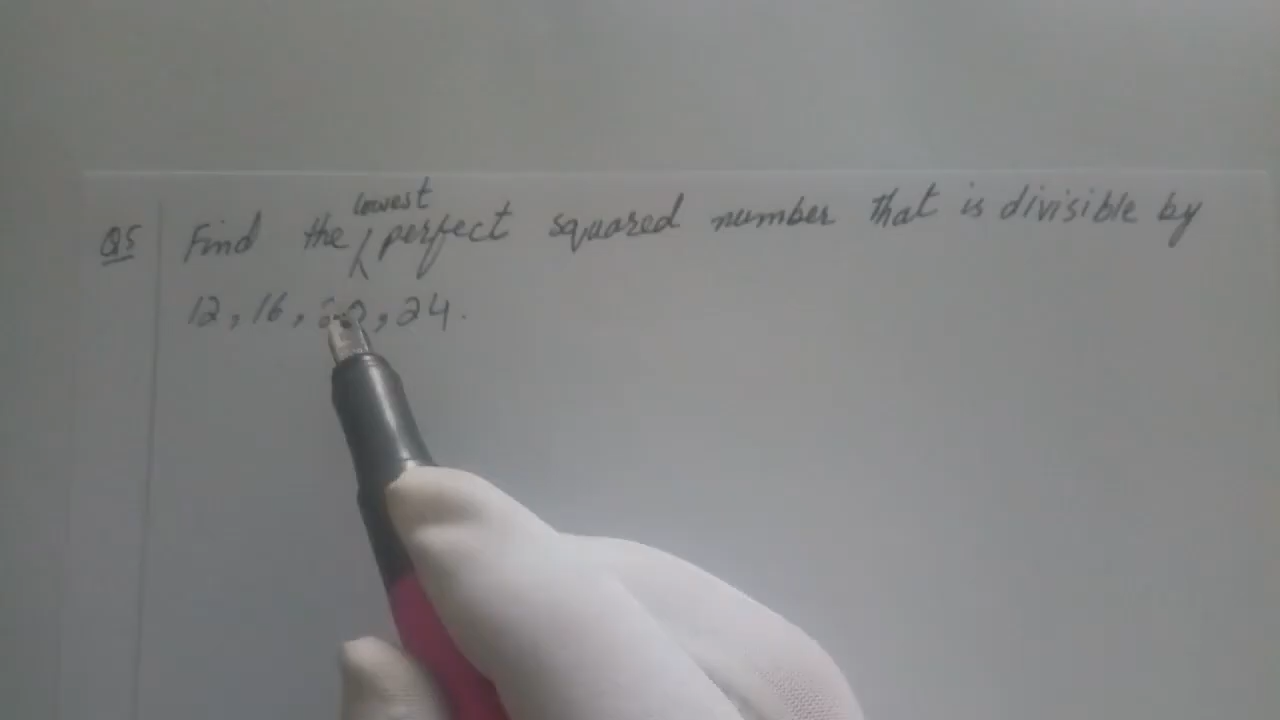 Q5 Find the lowest perfect squared number that is divisible by
12, 16, , 24.